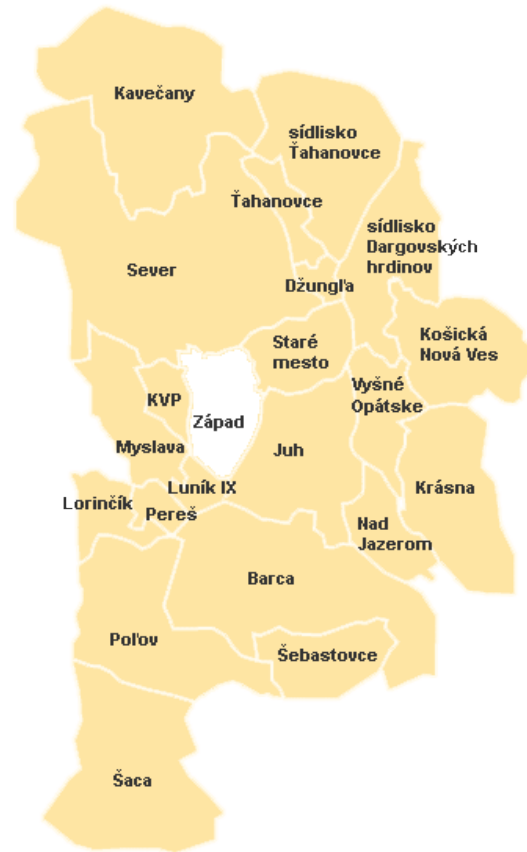 Kavečany
sídlisko
Ťahanovce
Ťahanovce
sídlisko
Dargovských
hrdinov
Sever
Džungľa
Staré
mesto
Košická
Nová Ves
KVP
Vyšné
Opátske
Západ
Myslava
Juh
Luník IX
Krásna
Lorinčík
Pereš
Nad
Jazerom
Barca
Poľov
Šebastovce
Šaca